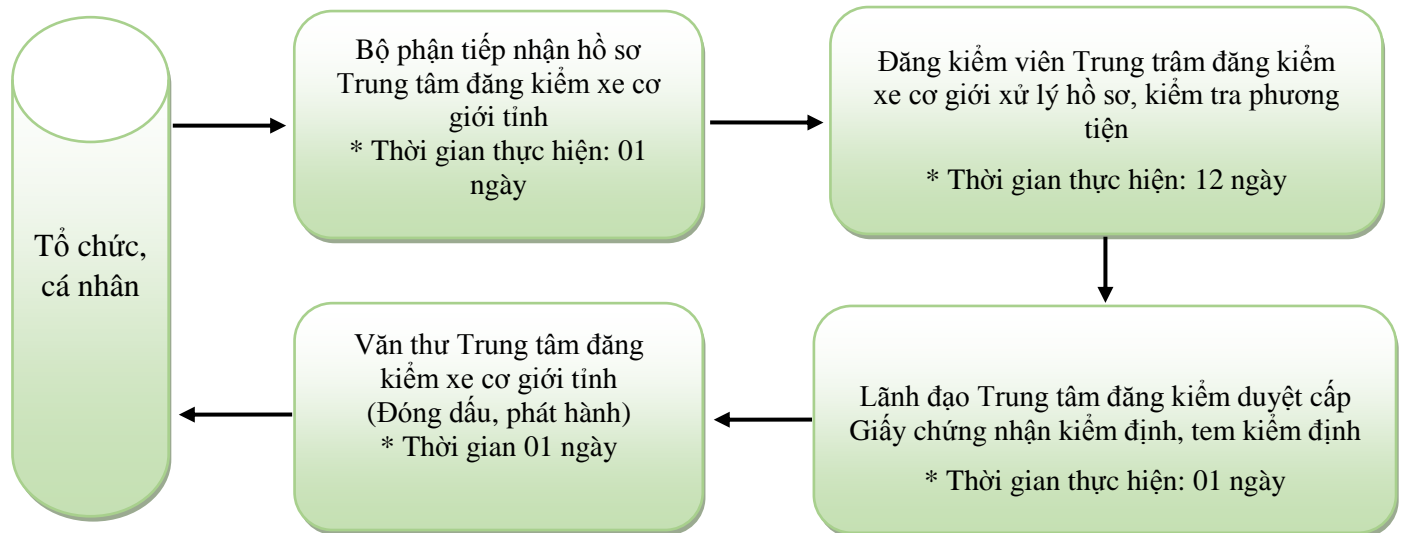 Tổ chức,
cá nhân
Bộ phận tiếp nhận hồ sơ
Trung tâm đăng kiểm xe cơ
giới tỉnh
* Thời gian thực hiện: 01
ngày
Đăng kiểm viên Trung trâm đăng kiểm
xe cơ giới xử lý hồ sơ, kiểm tra phương
tiện
* Thời gian thực hiện: 12 ngày
Lãnh đạo Trung tâm đăng kiểm duyệt cấp
Giấy chứng nhận kiểm định, tem kiểm định
* Thời gian thực hiện: 01 ngày
Văn thư Trung tâm đăng
kiểm xe cơ giới tỉnh
(Đóng dấu, phát hành)
* Thời gian 01 ngày